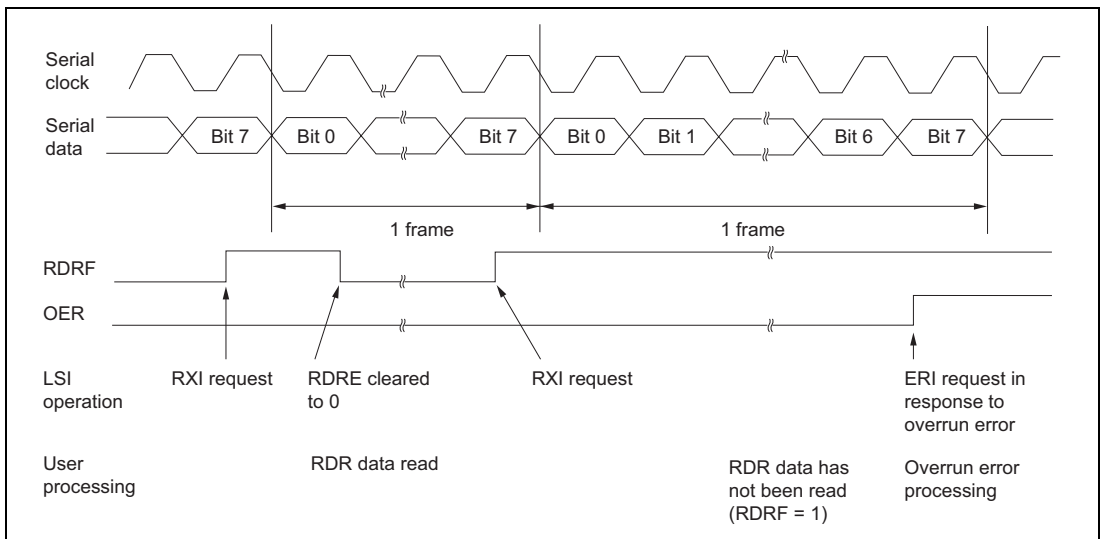 Serial
clock
Serial
data
Bit 7
Bit 0
Bit 7
Bit 0
Bit 1
Bit 6
Bit 7
1 frame
1 frame
RDRF
OER
LSI
operation
RXI request
RDRE cleared
to 0
RXI request
ERI request in
response to
overrun error
User
processing
RDR data read
RDR data has
not been read
(RDRF = 1)
Overrun error
processing